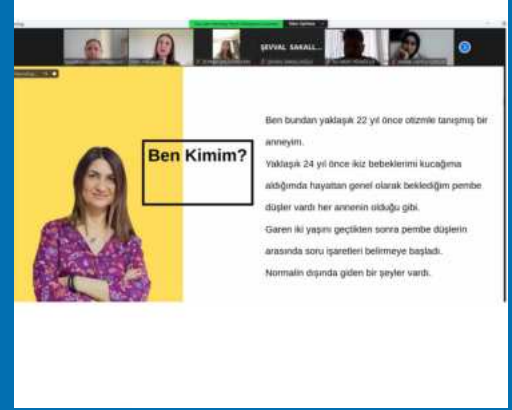 ŞEVVAL SAKALL...
Ben Kimim?
Ben bundan yaklaşık 22 yıl önce otizmle tanışmış bir
anneyim.
Yaklaşık 24 yıl önce ikiz bebeklerimi kucağıma
aldığımda hayattan genel olarak beklediğim pembe
düşler vardı her annenin olduğu gibi.
Garen iki yaşını geçtikten sonra pembe düşlerin
arasında soru işaretleri belirmeye başladı.
Normalin dışında giden bir şeyler vardı.